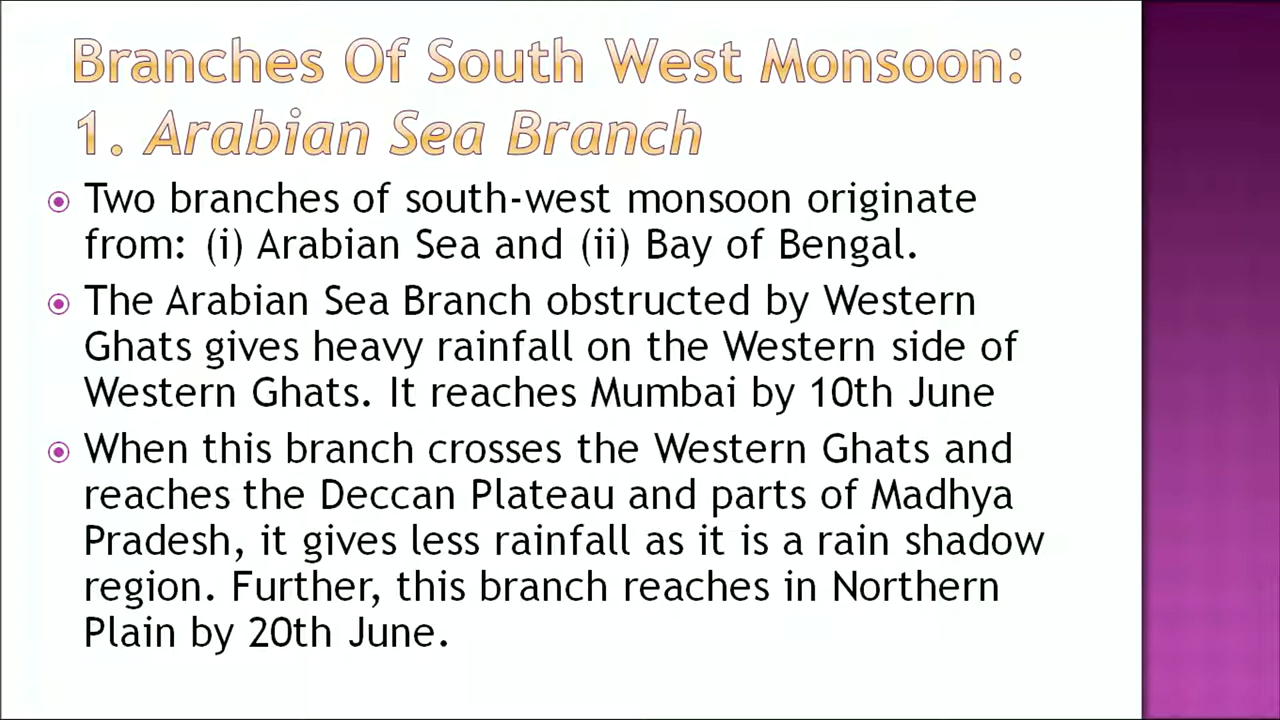 Branches Of South West Monsoon:
1. Arabian Sea Branch
Two branches of south-west monsoon originate
from: (i) Arabian Sea and (ii) Bay of Bengal.
The Arabian Sea Branch obstructed by Western
Ghats gives heavy rainfall on the Western side of
Western Ghats. It reaches Mumbai by 10th June
When this branch crosses the Western Ghats and
reaches the Deccan Plateau and parts of Madhya
Pradesh, it gives less rainfall as it is a rain shadow
region. Further, this branch reaches in Northern
Plain by 20th June.